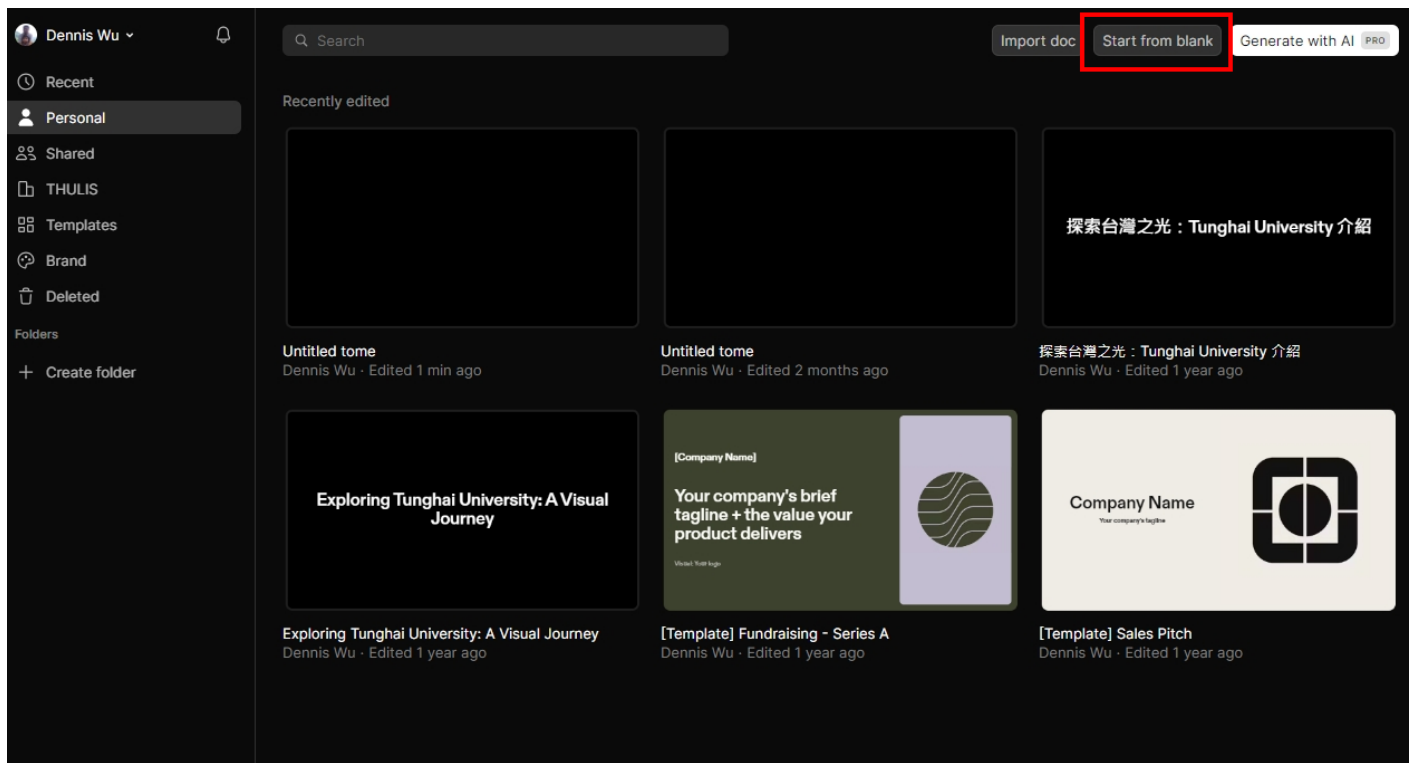 Dennis Wu
Search
Import doc
Start from blank
Generate with AI PRO
Recent
Personal
Shared
THULIS
Templates
Brand
Deleted
Folders
Create folder
Recently edited
探索台灣之光：Tunghai University 介紹
Untitled tome
Dennis Wu · Edited 1 min ago
Untitled tome
Dennis Wu · Edited 2 months ago
探索台灣之光：Tunghai University 介紹
Dennis Wu · Edited 1 year ago
Exploring Tunghai University: A Visual
Journey
[Company Name]
Your company's brief
tagline + the value your
product delivers
Company Name
Your company's tagline
Exploring Tunghai University: A Visual Journey
Dennis Wu · Edited 1 year ago
[Template] Fundraising - Series A
Dennis Wu · Edited 1 year ago
[Template] Sales Pitch
Dennis Wu · Edited 1 year ago